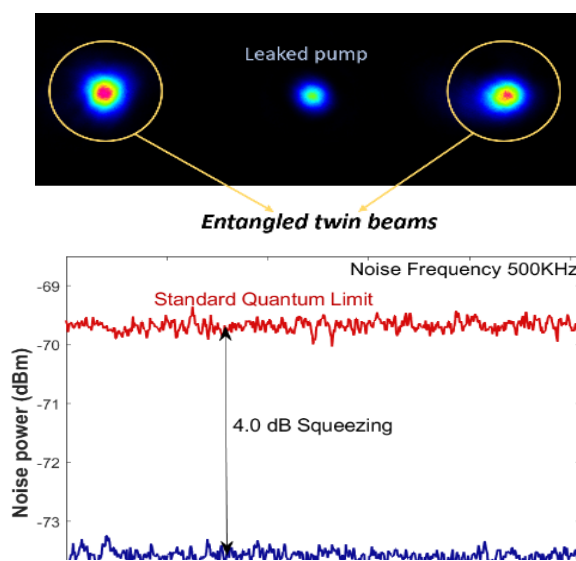 Leaked pump
Entangled twin beams
Noise Frequency 500KHz
-69
Standard Quantum Limit
-70
-71
4.0 dB Squeezing
-72
-73
Noise power (dBm)